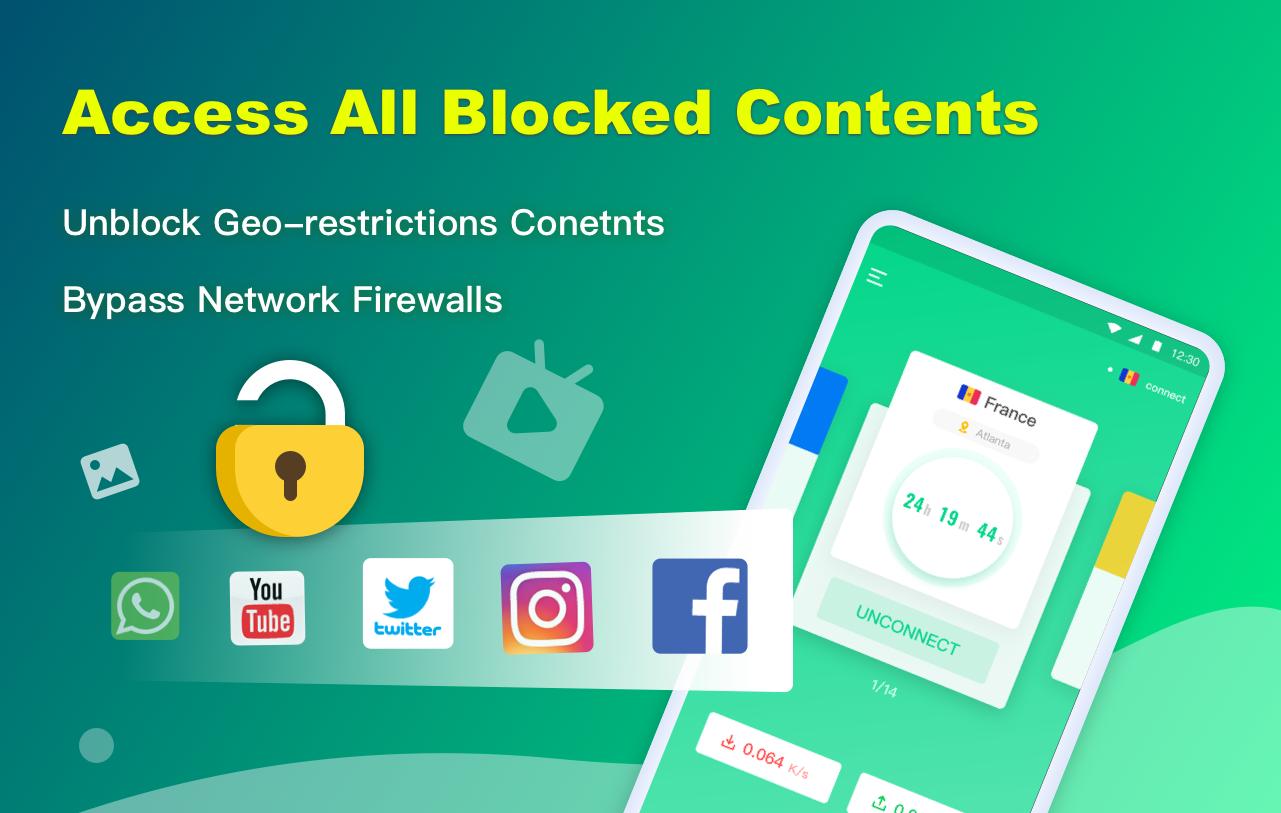 Access All Blocked Contents
Unblock Geo-restrictions Conetnts
Bypass Network Firewalls
12:30
connect
France
Atlanta
24h 19m 44s
You
Tube
twitter
UNCONNECT
1/14
0.064 K/s